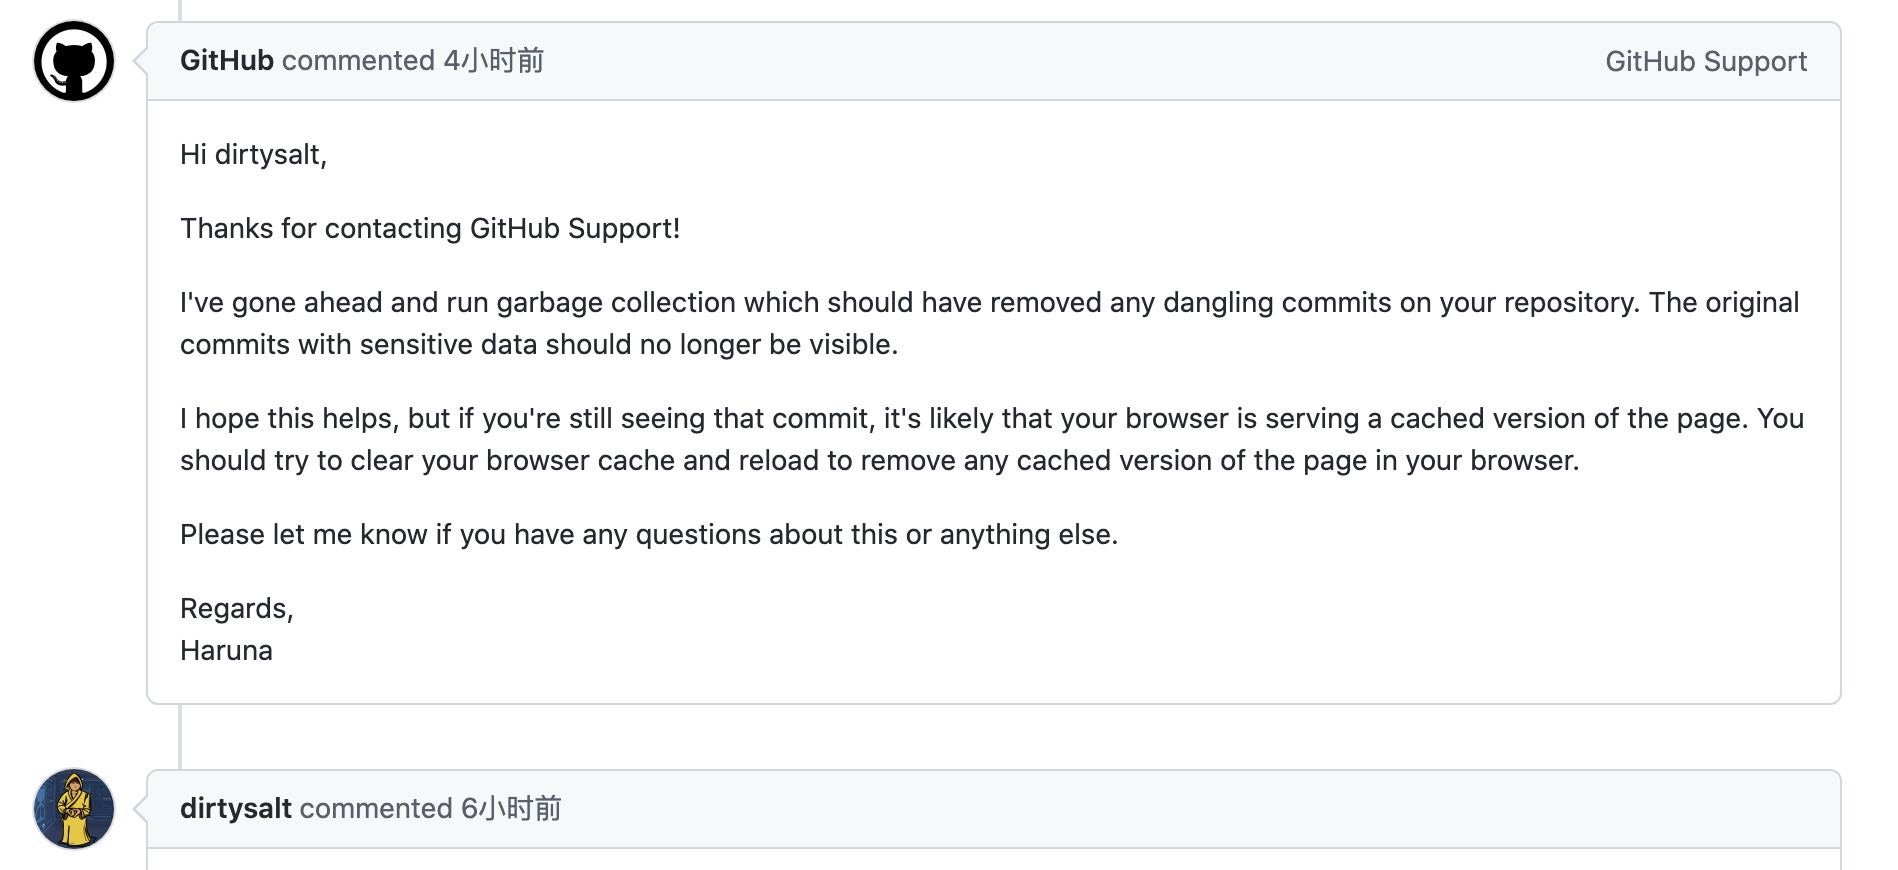 GitHub commented 4小时前
GitHub Support
Hi dirtysalt,
Thanks for contacting GitHub Support!
I've gone ahead and run garbage collection which should have removed any dangling commits on your repository. The original
commits with sensitive data should no longer be visible.
I hope this helps, but if you're still seeing that commit, it's likely that your browser is serving a cached version of the page. You
should try to clear your browser cache and reload to remove any cached version of the page in your browser.
Please let me know if you have any questions about this or anything else.
Regards,
Haruna
dirtysalt commented 6小时前